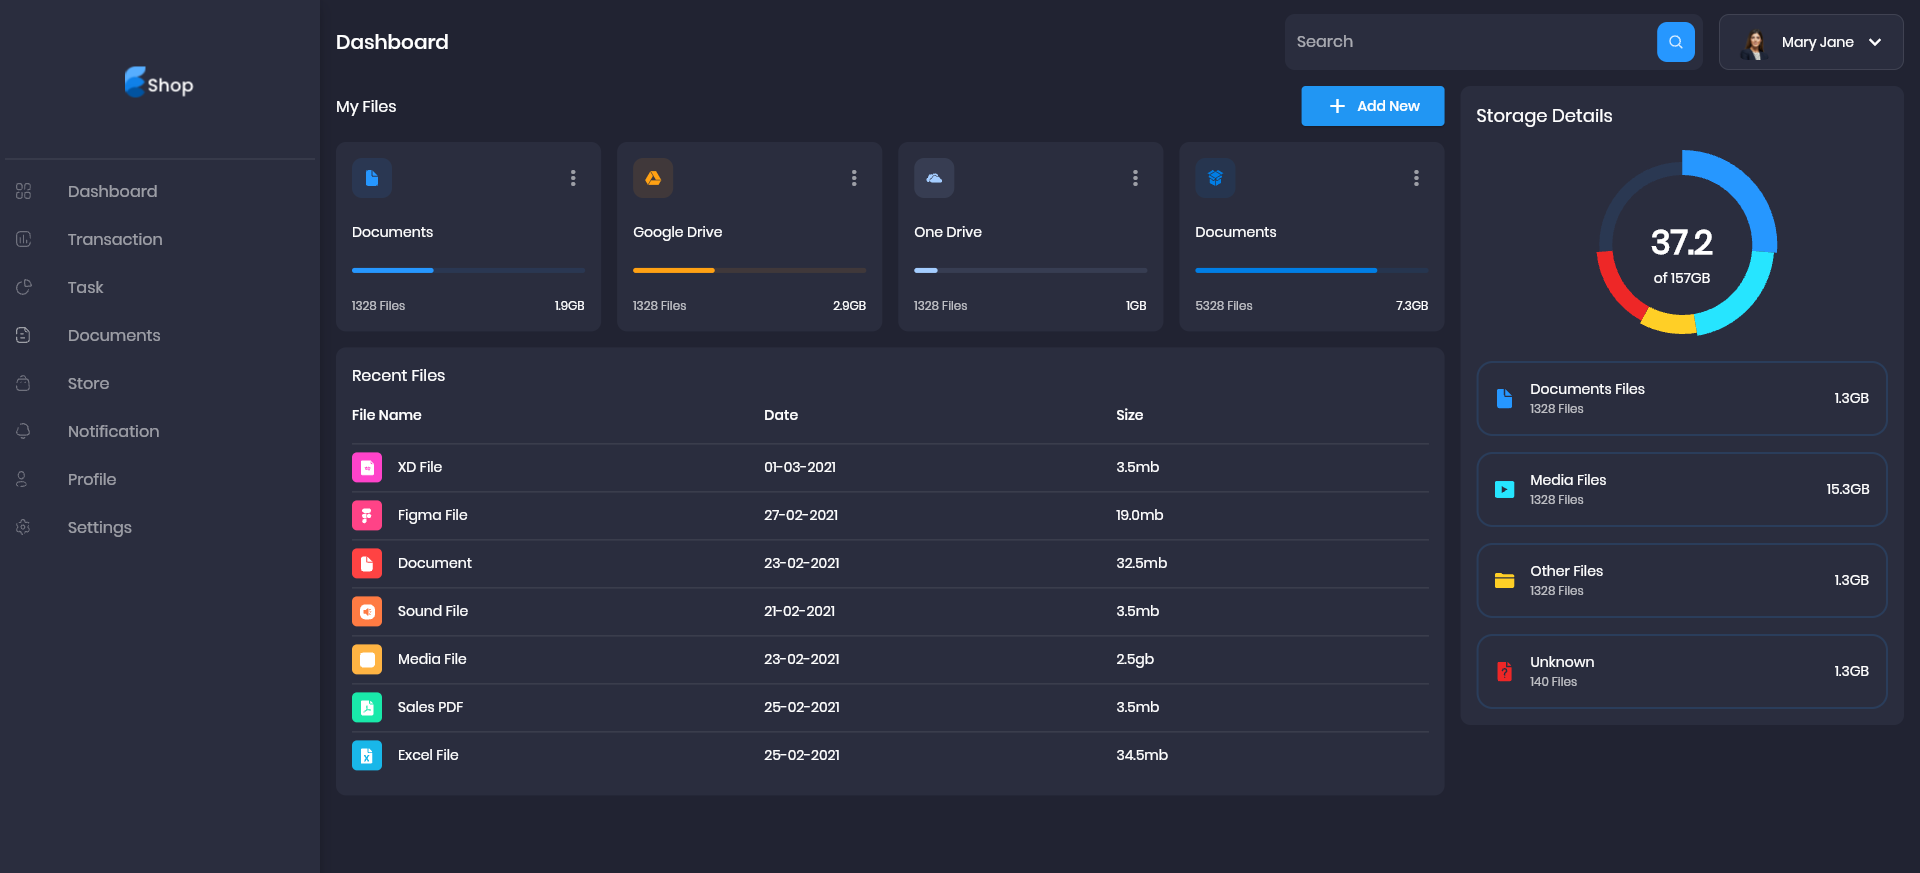 Shop
Dashboard
Transaction
Task
Documents
Store
Notification
Profile
Settings
Dashboard
Search
Mary Jane
My Files
Add New
Documents
1328 Files 1.9GB
Google Drive
1328 Files 2.9GB
One Drive
1328 Files 1GB
Documents
5328 Files 7.3GB
Recent Files
File Name Date Size
XD File 01-03-2021 3.5mb
Figma File 27-02-2021 19.0mb
Document 23-02-2021 32.5mb
Sound File 21-02-2021 3.5mb
Media File 23-02-2021 2.5gb
Sales PDF 25-02-2021 3.5mb
Excel File 25-02-2021 34.5mb
Storage Details
37.2
of 157GB
Documents Files
1328 Files
1.3GB
Media Files
1328 Files
15.3GB
Other Files
1328 Files
1.3GB
Unknown
140 Files
1.3GB